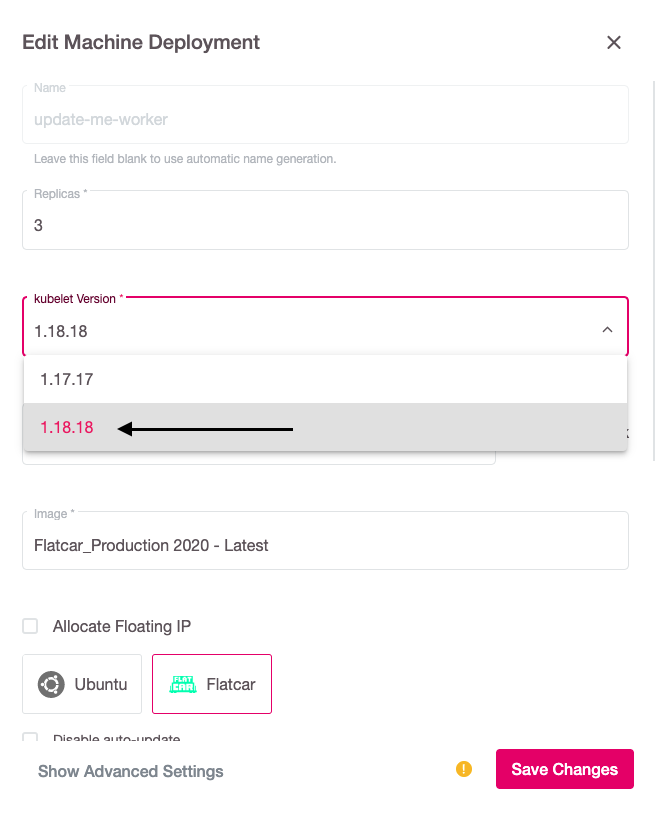 Edit Machine Deployment
Name
update-me-worker
Leave this field blank to use automatic name generation.
Replicas *
3
kubelet Version *
1.18.18
1.17.17
1.18.18
Image *
Flatcar_Production 2020 - Latest
Allocate Floating IP
Ubuntu
FLAT CAR Flatcar
Disable auto-update
Show Advanced Settings
! Save Changes